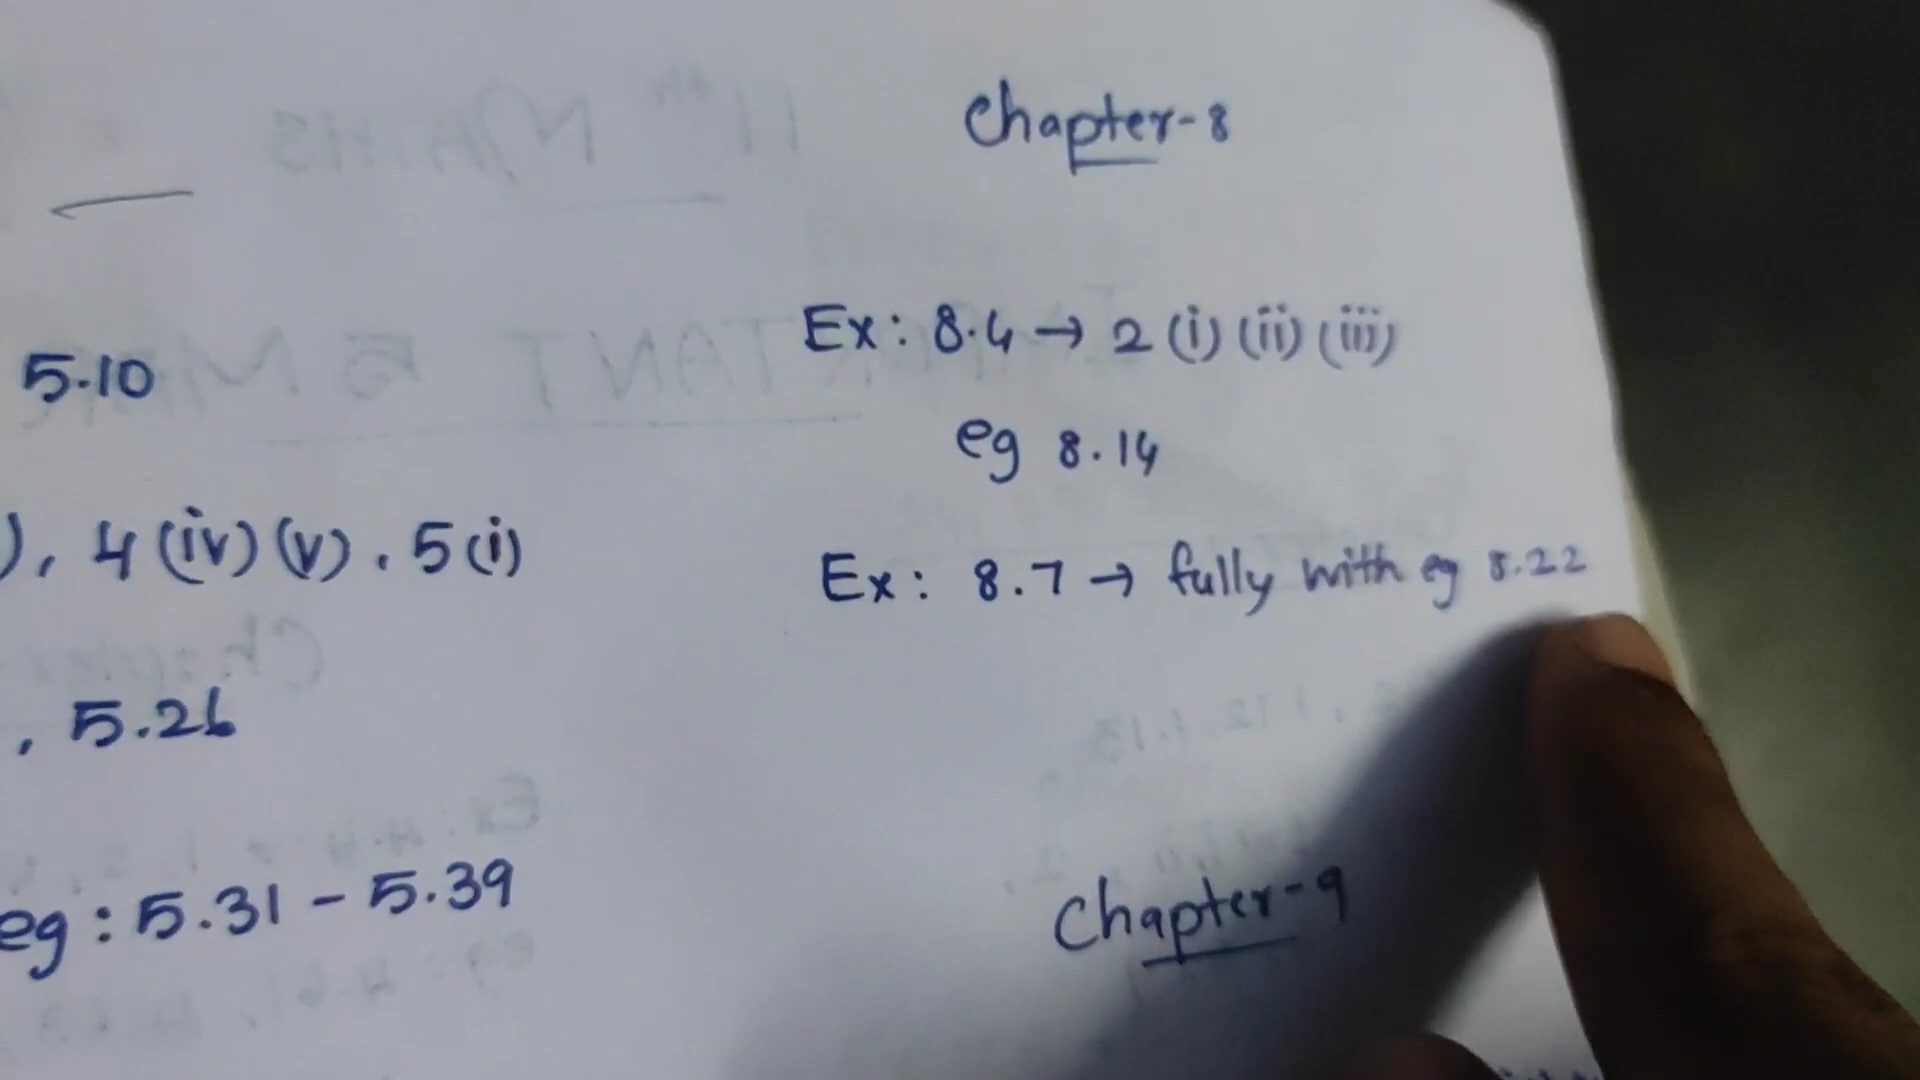 5.10
), 4 (iv) (v). 5 (i)
, 5.26
eg : 5.31 - 5.39
Chapter-8
Ex: 8.4 → 2 (i) (ii) (iii)
eg 8.14
Ex: 8.7 → fully with eg 8.22
Chapter-9